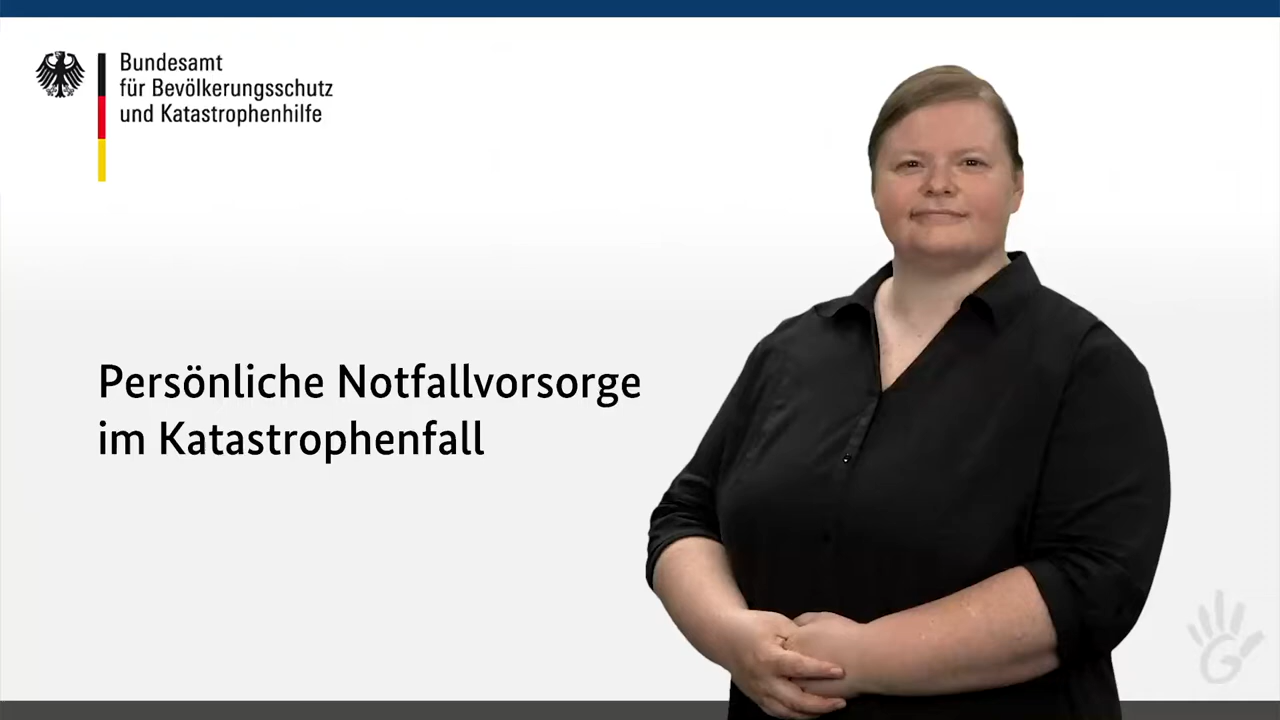 Bundesamt
für Bevölkerungsschutz
und Katastrophenhilfe
Persönliche Notfallvorsorge
im Katastrophenfall
G